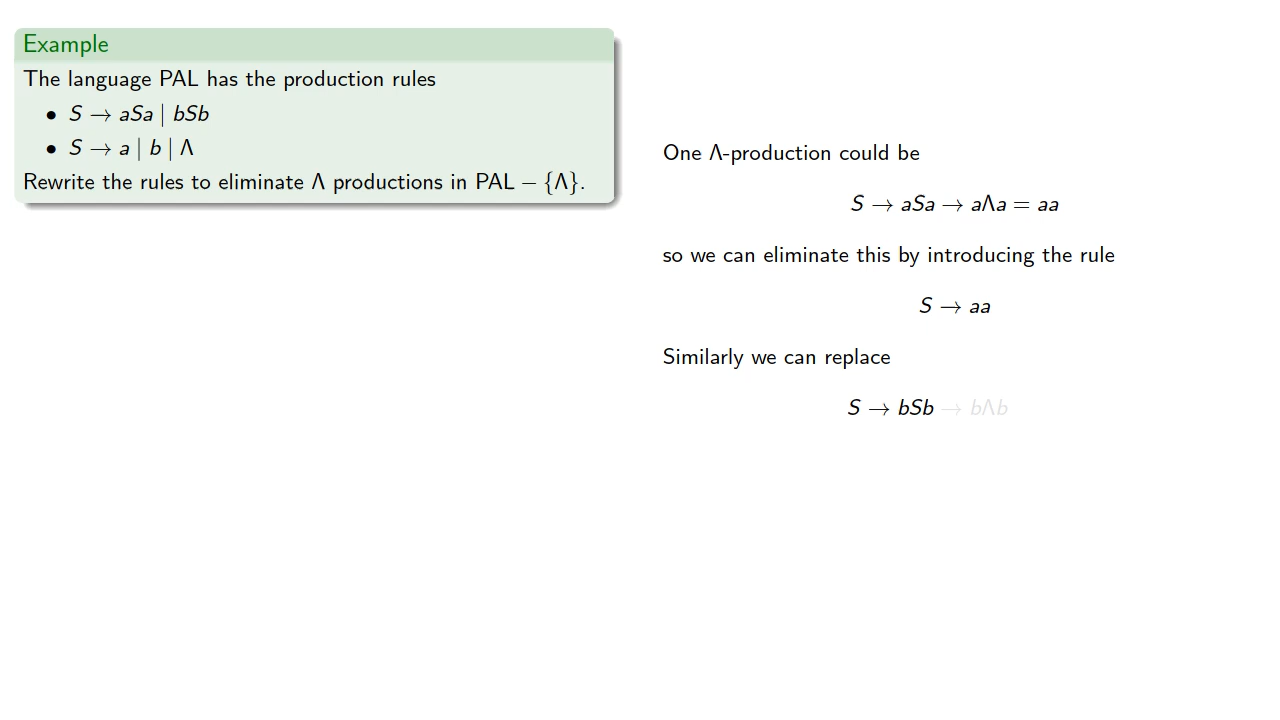 Example
The language PAL has the production rules
• S → aSa | bSb
• S → a | b | Λ
Rewrite the rules to eliminate Λ productions in PAL − {Λ}.
One Λ-production could be
S → aSa → aΛa = aa
so we can eliminate this by introducing the rule
S → aa
Similarly we can replace
S → bSb → bΛb